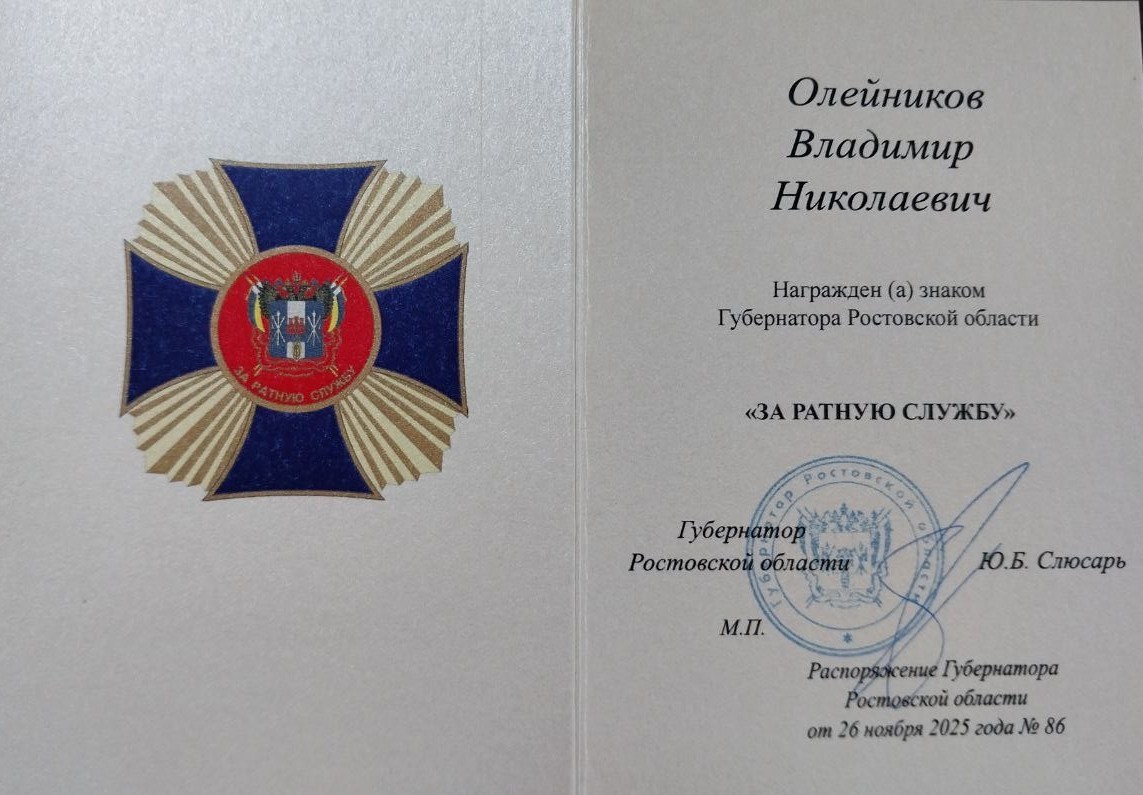 ЗА РАТНУЮ СЛУЖБУ
Олейников
Владимир
Николаевич
Награжден (а) знаком
Губернатора Ростовской области
«ЗА РАТНУЮ СЛУЖБУ»
Губернатор Ростовской области
Губернатор
Ростовской области
Ю.Б. Слюсарь
М.П.
Распоряжение Губернатора
Ростовской области
от 26 ноября 2025 года № 86